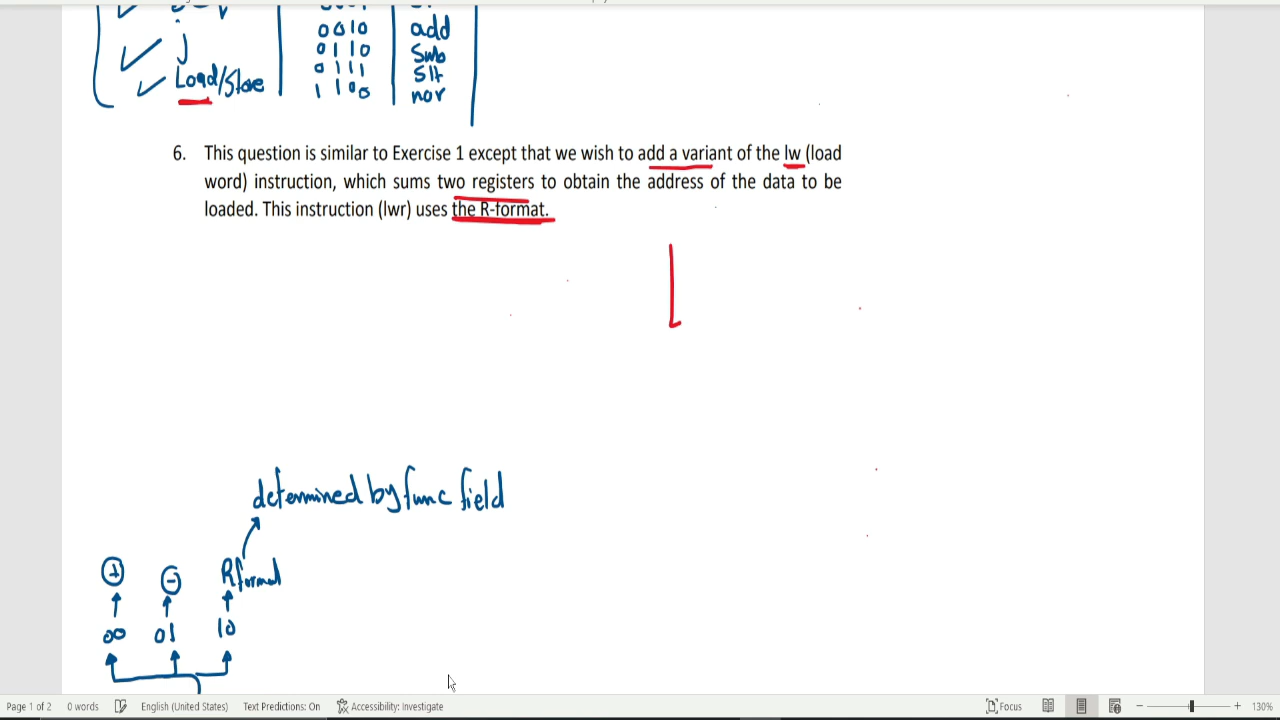 0010 add
j 0110 Sub
Load/Store 0111 Slt
1100 nor
6. This question is similar to Exercise 1 except that we wish to add a variant of the lw (load
word) instruction, which sums two registers to obtain the address of the data to be
loaded. This instruction (lwr) uses the R-format.
determined by func field
+ - Rformat
00 01 10
Page 1 of 2 0 words English (United States) Text Predictions: On Accessibility: Investigate Focus 130%